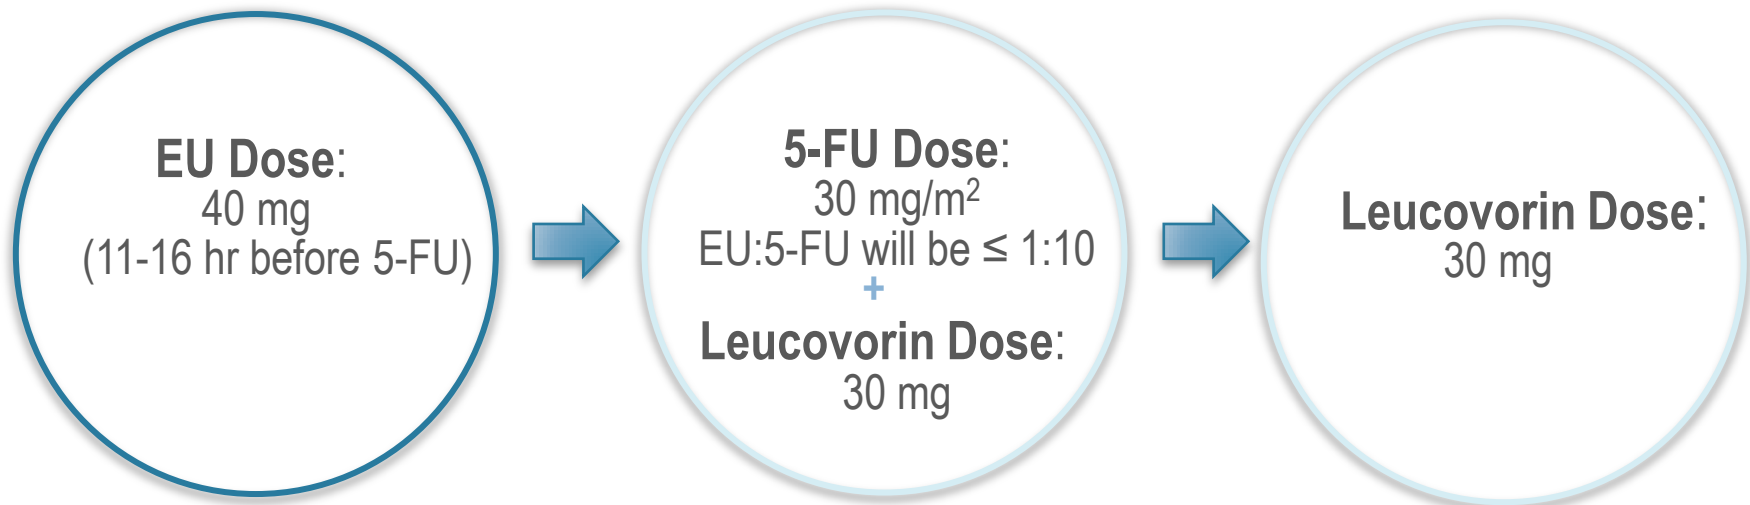 EU Dose:
40 mg
(11-16 hr before 5-FU)
5-FU Dose:
30 mg/m²
EU:5-FU will be ≤ 1:10
+
Leucovorin Dose:
30 mg
Leucovorin Dose:
30 mg